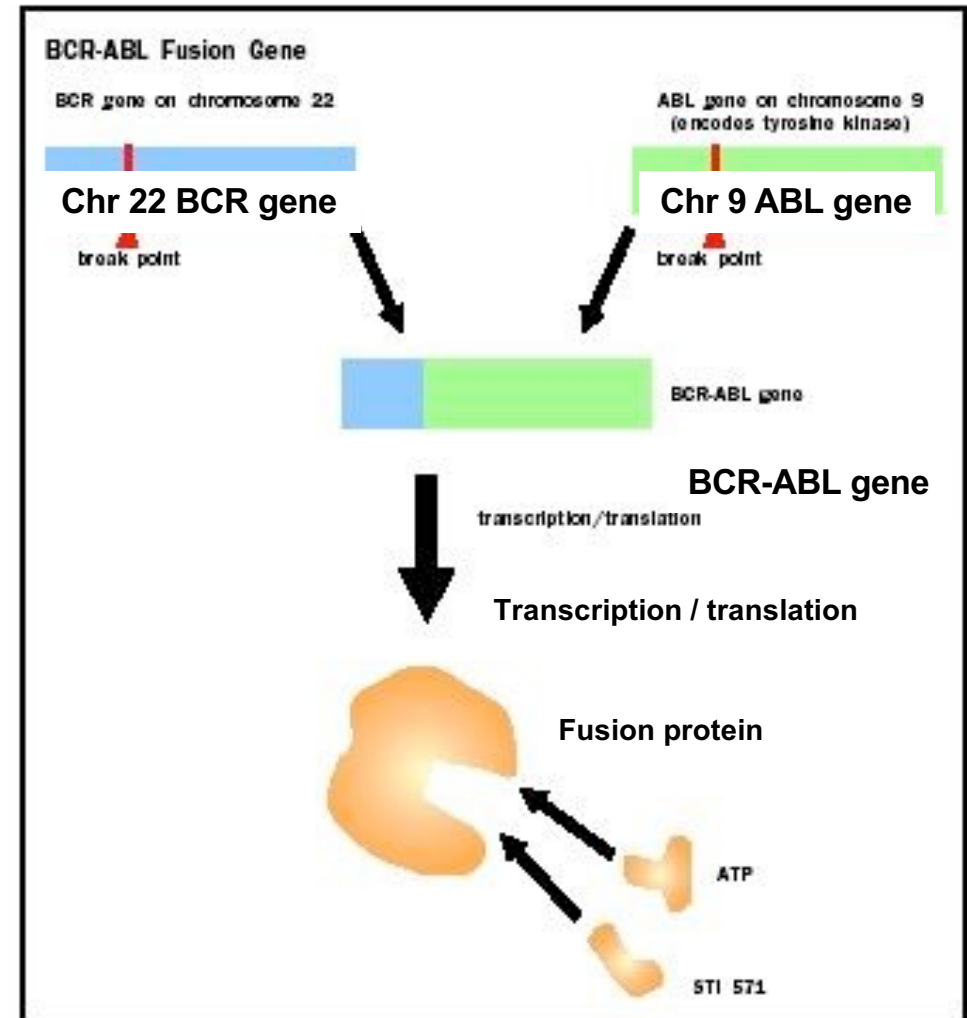 BCR-ABL Fusion Gene
BCR gene on chromosome 22
ABL gene on chromosome 9
(encodes tyrosine kinase)
Chr 22 BCR gene
Chr 9 ABL gene
break point
break point
BCR-ABL gene
BCR-ABL gene
transcription/translation
Transcription / translation
Fusion protein
ATP
STI 571